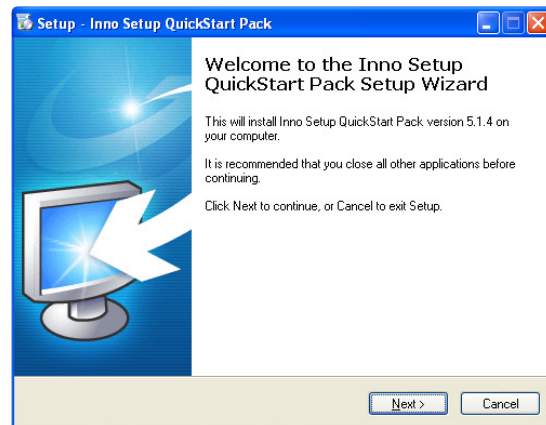 Setup - Inno Setup QuickStart Pack
Welcome to the Inno Setup
QuickStart Pack Setup Wizard
This will install Inno Setup QuickStart Pack version 5.1.4 on
your computer.
It is recommended that you close all other applications before
continuing.
Click Next to continue, or Cancel to exit Setup.
Next >
Cancel